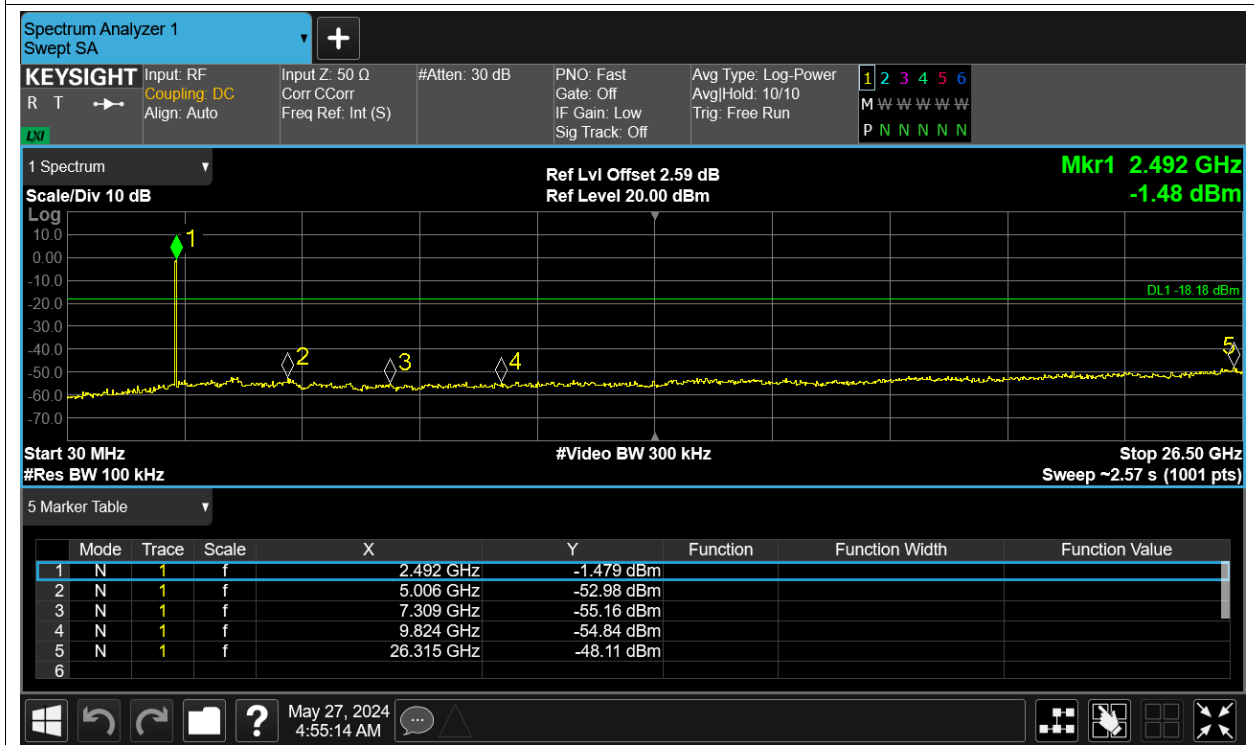 Spectrum Analyzer 1
Swept SA
KEYSIGHT
R T
LXI
Input: RF
Coupling: DC
Align: Auto
Input Z: 50 Ω
Corr CCorr
Freq Ref: Int (S)
#Atten: 30 dB
PNO: Fast
Gate: Off
IF Gain: Low
Sig Track: Off
Avg Type: Log-Power
Avg|Hold: 10/10
Trig: Free Run
1 2 3 4 5 6
M W W W W W
P N N N N N
1 Spectrum
Scale/Div 10 dB
Ref Lvl Offset 2.59 dB
Ref Level 20.00 dBm
Mkr1 2.492 GHz
-1.48 dBm
Log
10.0
0.00
-10.0
-20.0
-30.0
-40.0
-50.0
-60.0
-70.0
1
2
3
4
5
DL1 -18.18 dBm
Start 30 MHz
#Res BW 100 kHz
#Video BW 300 kHz
Stop 26.50 GHz
Sweep ~2.57 s (1001 pts)
5 Marker Table
Mode Trace Scale X Y Function Function Width Function Value
1 N 1 f 2.492 GHz -1.479 dBm
2 N 1 f 5.006 GHz -52.98 dBm
3 N 1 f 7.309 GHz -55.16 dBm
4 N 1 f 9.824 GHz -54.84 dBm
5 N 1 f 26.315 GHz -48.11 dBm
6
?
May 27, 2024
4:55:14 AM